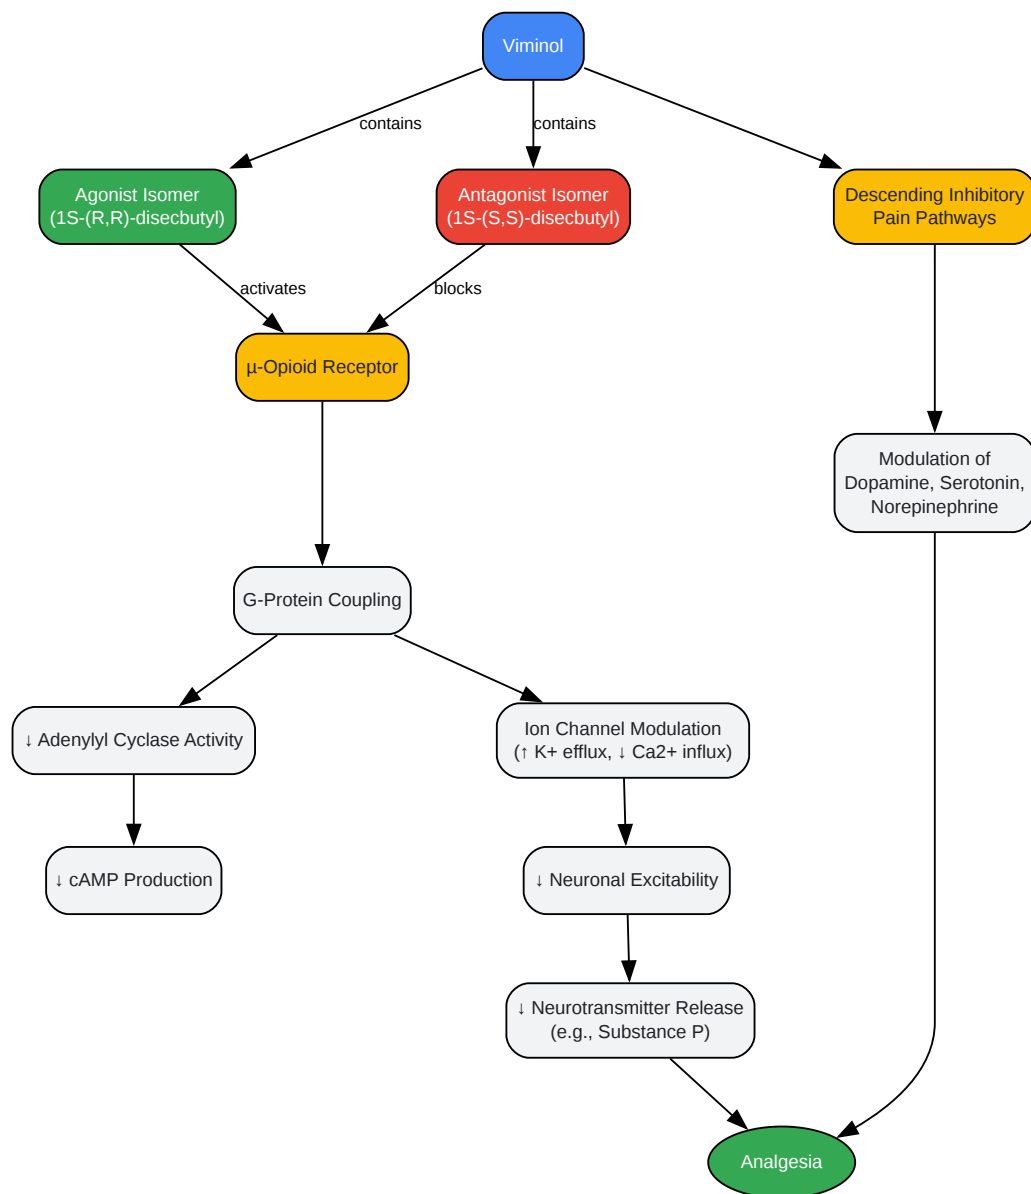 Viminol
contains
contains
Agonist Isomer
(1S-(R,R)-disecbutyl)
Antagonist Isomer
(1S-(S,S)-disecbutyl)
Descending Inhibitory
Pain Pathways
activates
blocks
µ-Opioid Receptor
Modulation of
Dopamine, Serotonin,
Norepinephrine
G-Protein Coupling
↓ Adenylyl Cyclase Activity
Ion Channel Modulation
(↑ K+ efflux, ↓ Ca2+ influx)
↓ cAMP Production
↓ Neuronal Excitability
↓ Neurotransmitter Release
(e.g., Substance P)
Analgesia